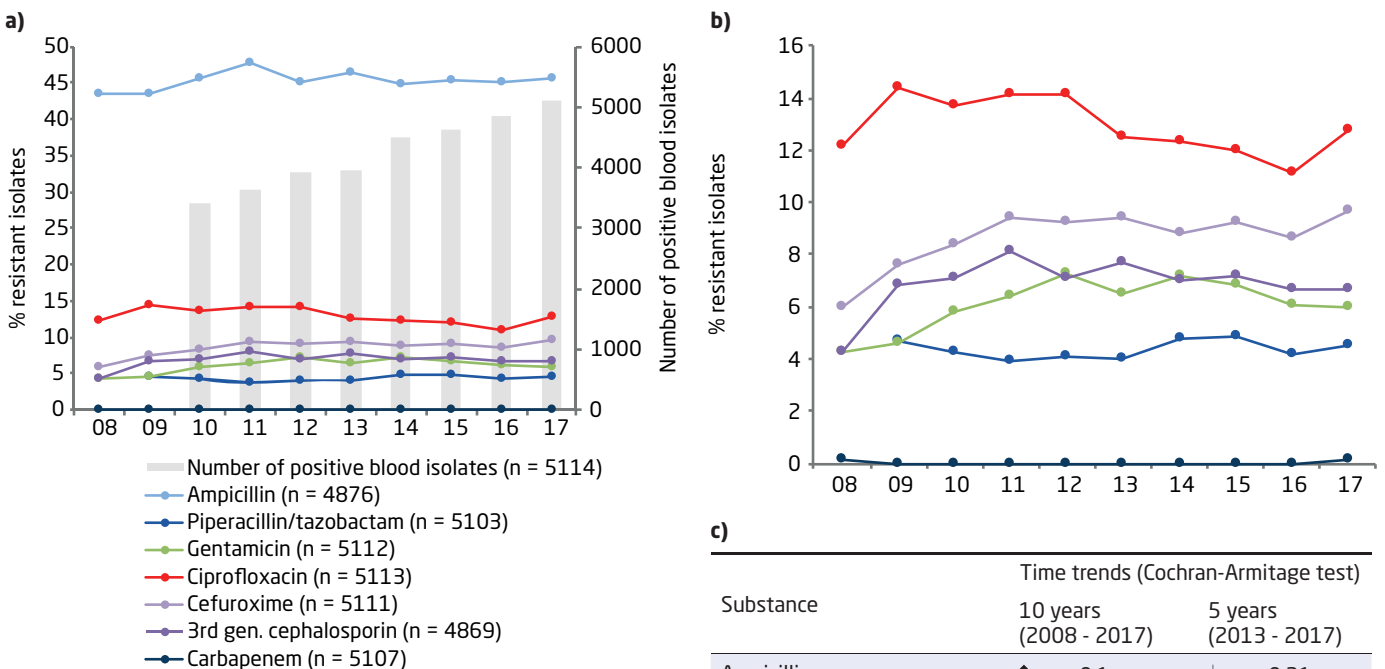 a)
50
45
40
35
30
25
20
15
10
5
0
% resistant isolates
6000
5000
4000
3000
2000
1000
0
Number of positive blood isolates
08 09 10 11 12 13 14 15 16 17
Number of positive blood isolates (n = 5114)
Ampicillin (n = 4876)
Piperacillin/tazobactam (n = 5103)
Gentamicin (n = 5112)
Ciprofloxacin (n = 5113)
Cefuroxime (n = 5111)
3rd gen. cephalosporin (n = 4869)
Carbapenem (n = 5107)
b)
16
14
12
10
8
6
4
2
0
% resistant isolates
08 09 10 11 12 13 14 15 16 17
c)
Time trends (Cochran-Armitage test)
Substance
10 years
(2008 - 2017)
5 years
(2013 - 2017)